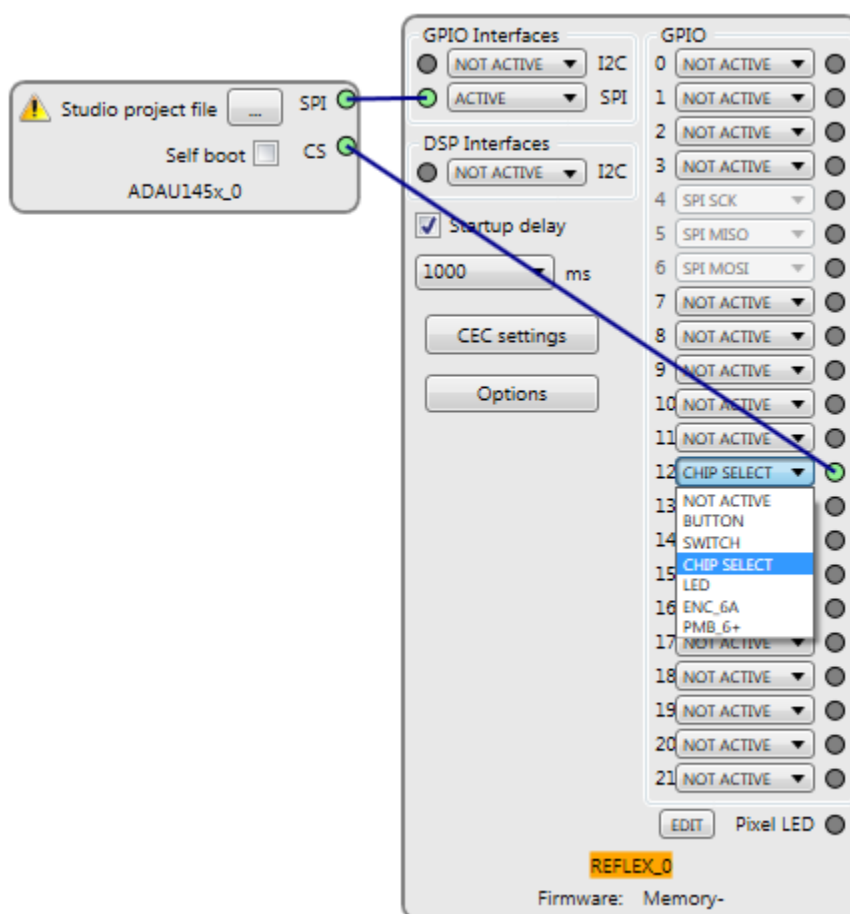 Studio project file ... SPI
Self boot CS
ADAU145x_0
GPIO Interfaces
NOT ACTIVE I2C
ACTIVE SPI
DSP Interfaces
NOT ACTIVE I2C
Startup delay
1000 ms
CEC settings
Options
GPIO
0 NOT ACTIVE
1 NOT ACTIVE
2 NOT ACTIVE
3 NOT ACTIVE
4 SPI SCK
5 SPI MISO
6 SPI MOSI
7 NOT ACTIVE
8 NOT ACTIVE
9 NOT ACTIVE
10 NOT ACTIVE
11 NOT ACTIVE
12 CHIP SELECT
13 NOT ACTIVE
BUTTON
14 SWITCH
15 CHIP SELECT
LED
16 ENC_6A
PMB_6+
17 NOT ACTIVE
18 NOT ACTIVE
19 NOT ACTIVE
20 NOT ACTIVE
21 NOT ACTIVE
EDIT Pixel LED
REFLEX_0
Firmware: Memory-